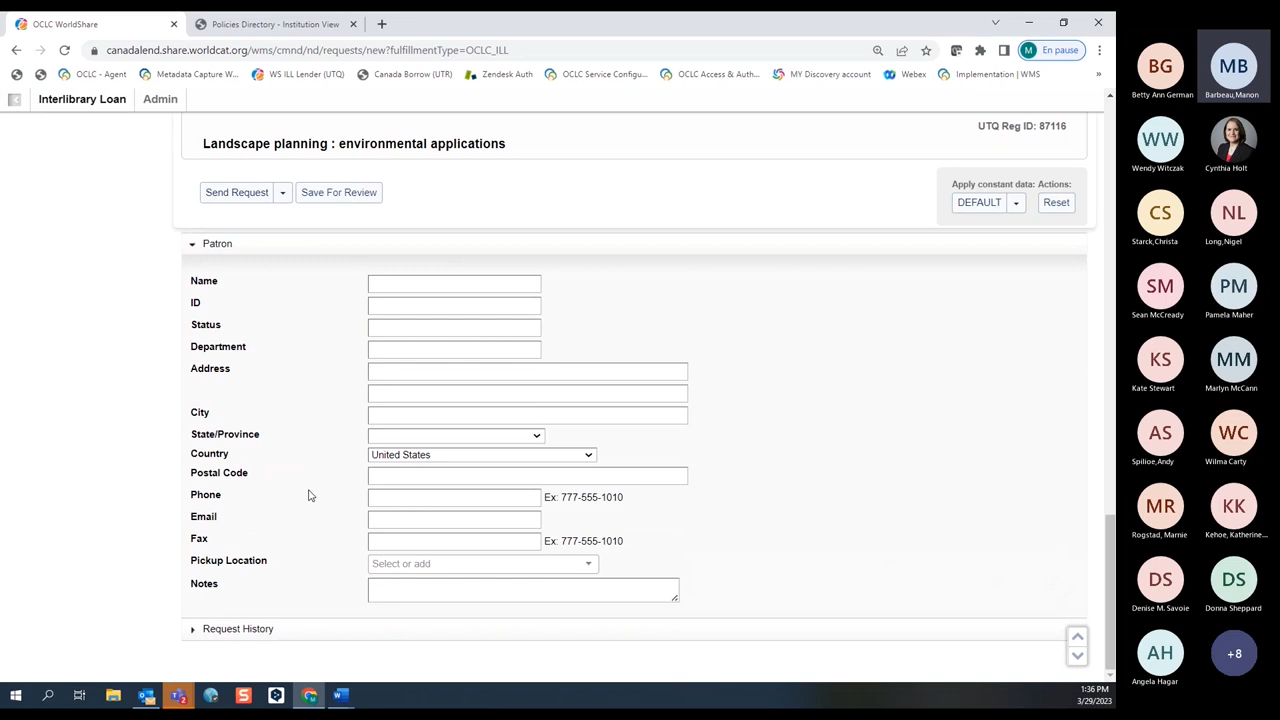 OCLC WorldShare
Policies Directory - Institution View
canadalend.share.worldcat.org/wms/cmnd/nd/requests/new?fulfillmentType=OCLC_ILL
M En pause
OCLC - Agent
Metadata Capture W...
WS ILL Lender (UTQ)
Canada Borrow (UTR)
Zendesk Auth
OCLC Service Configu...
OCLC Access & Auth...
MY Discovery account
Webex
Implementation | WMS
»
Interlibrary Loan Admin
UTQ Reg ID: 87116
Landscape planning : environmental applications
Send Request Save For Review
Apply constant data: Actions:
DEFAULT Reset
Patron
Name
ID
Status
Department
Address
City
State/Province
Country United States
Postal Code
Phone Ex: 777-555-1010
Email
Fax Ex: 777-555-1010
Pickup Location Select or add
Notes
Request History
1:36 PM
3/29/2023
BG MB
Betty Ann German Barbeau,Manon
WW
Wendy Witczak Cynthia Holt
CS NL
Starck,Christa Long,Nigel
SM PM
Sean McCready Pamela Maher
KS MM
Kate Stewart Marlyn McCann
AS WC
Spilioe,Andy Wilma Carty
MR KK
Rogstad, Marnie Kehoe, Katherine...
DS DS
Denise M. Savoie Donna Sheppard
AH +8
Angela Hagar